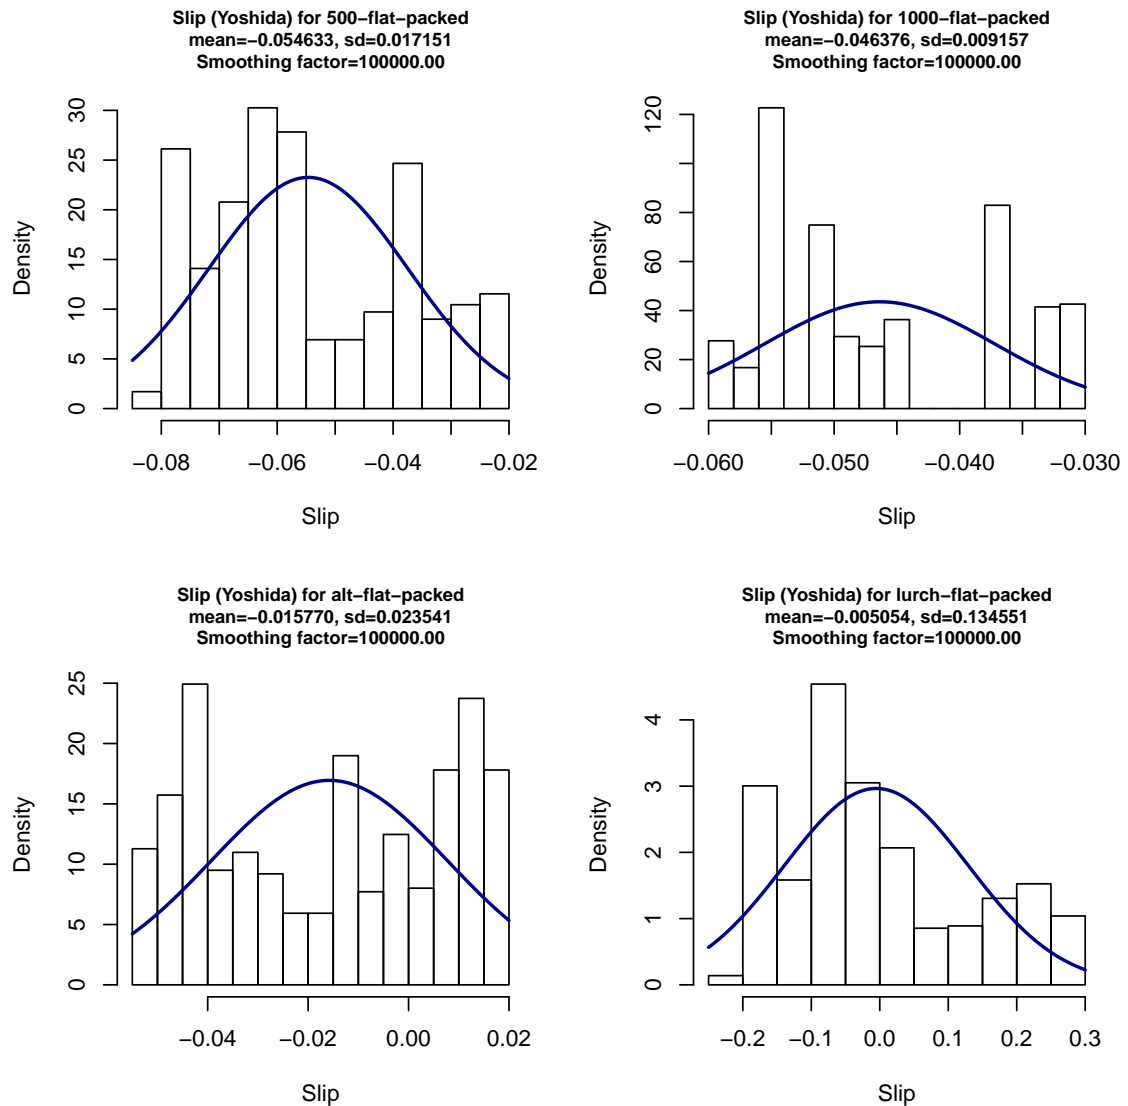 Slip (Yoshida) for 500−flat−packed
mean=−0.054633, sd=0.017151
Smoothing factor=100000.00
Density
0
5
10
15
20
25
30
−0.08
−0.06
−0.04
−0.02
Slip
Slip (Yoshida) for 1000−flat−packed
mean=−0.046376, sd=0.009157
Smoothing factor=100000.00
Density
0
20
40
60
80
120
−0.060
−0.050
−0.040
−0.030
Slip
Slip (Yoshida) for alt−flat−packed
mean=−0.015770, sd=0.023541
Smoothing factor=100000.00
Density
0
5
10
15
20
25
−0.04
−0.02
0.00
0.02
Slip
Slip (Yoshida) for lurch−flat−packed
mean=−0.005054, sd=0.134551
Smoothing factor=100000.00
Density
0
1
2
3
4
−0.2
−0.1
0.0
0.1
0.2
0.3
Slip